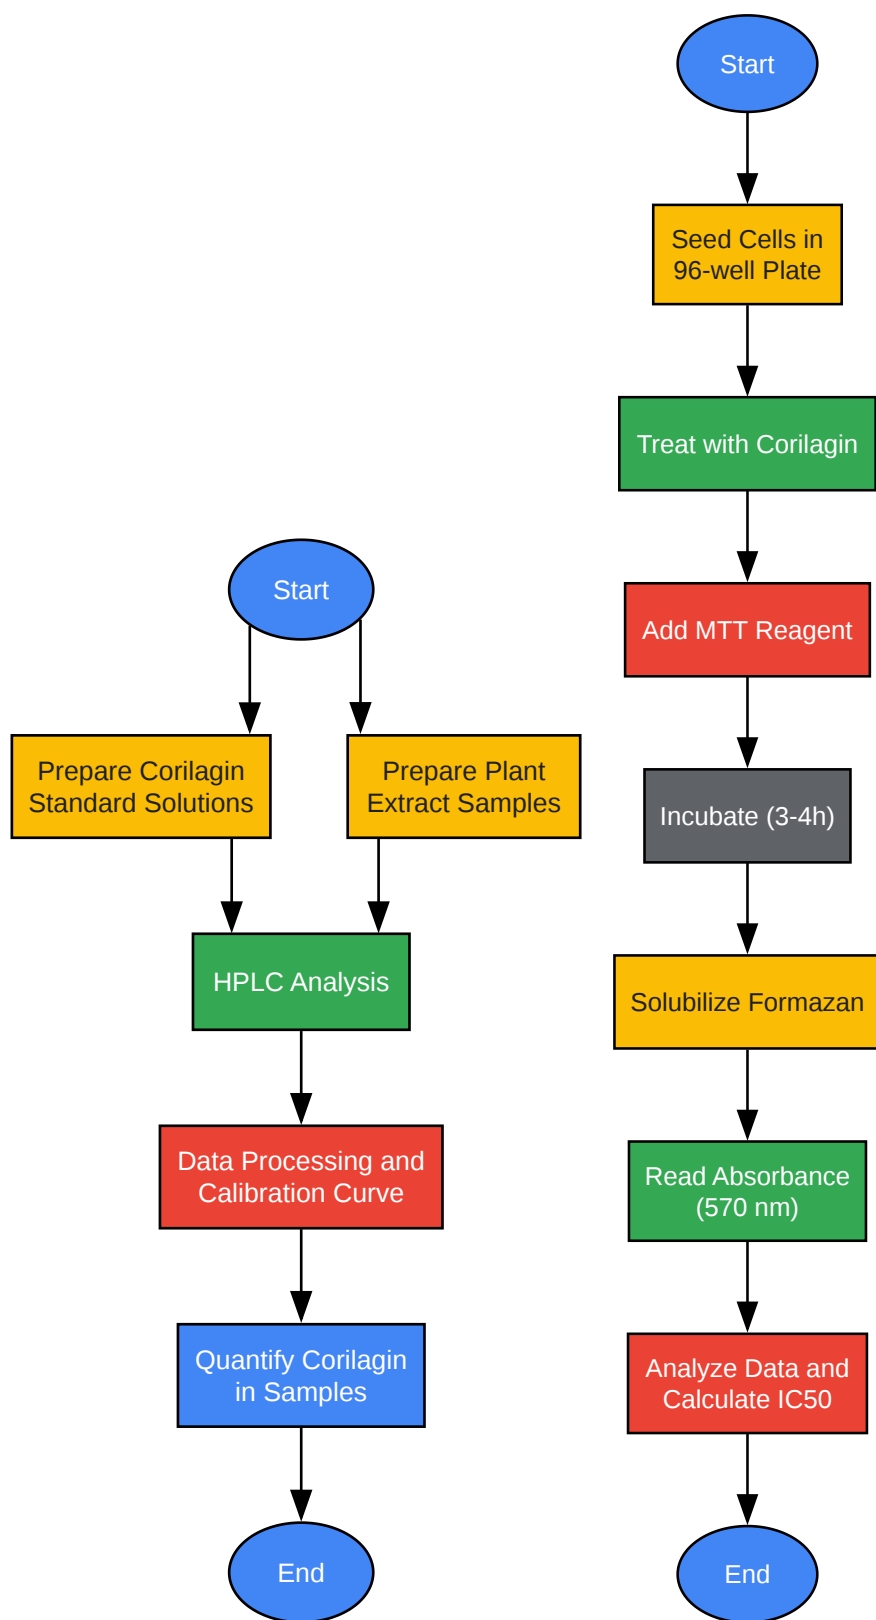 Start
Prepare Corilagin
Standard Solutions
Prepare Plant
Extract Samples
HPLC Analysis
Data Processing and
Calibration Curve
Quantify Corilagin
in Samples
End
Start
Seed Cells in
96-well Plate
Treat with Corilagin
Add MTT Reagent
Incubate (3-4h)
Solubilize Formazan
Read Absorbance
(570 nm)
Analyze Data and
Calculate IC50
End